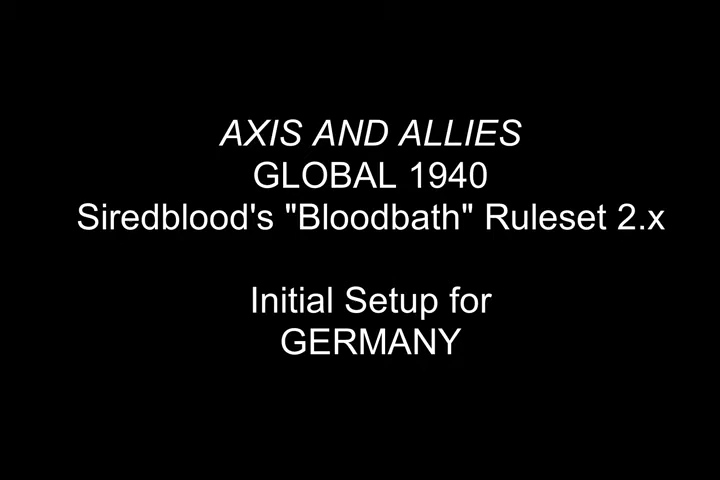 AXIS AND ALLIES
GLOBAL 1940
Siredblood's "Bloodbath" Ruleset 2.x
Initial Setup for
GERMANY